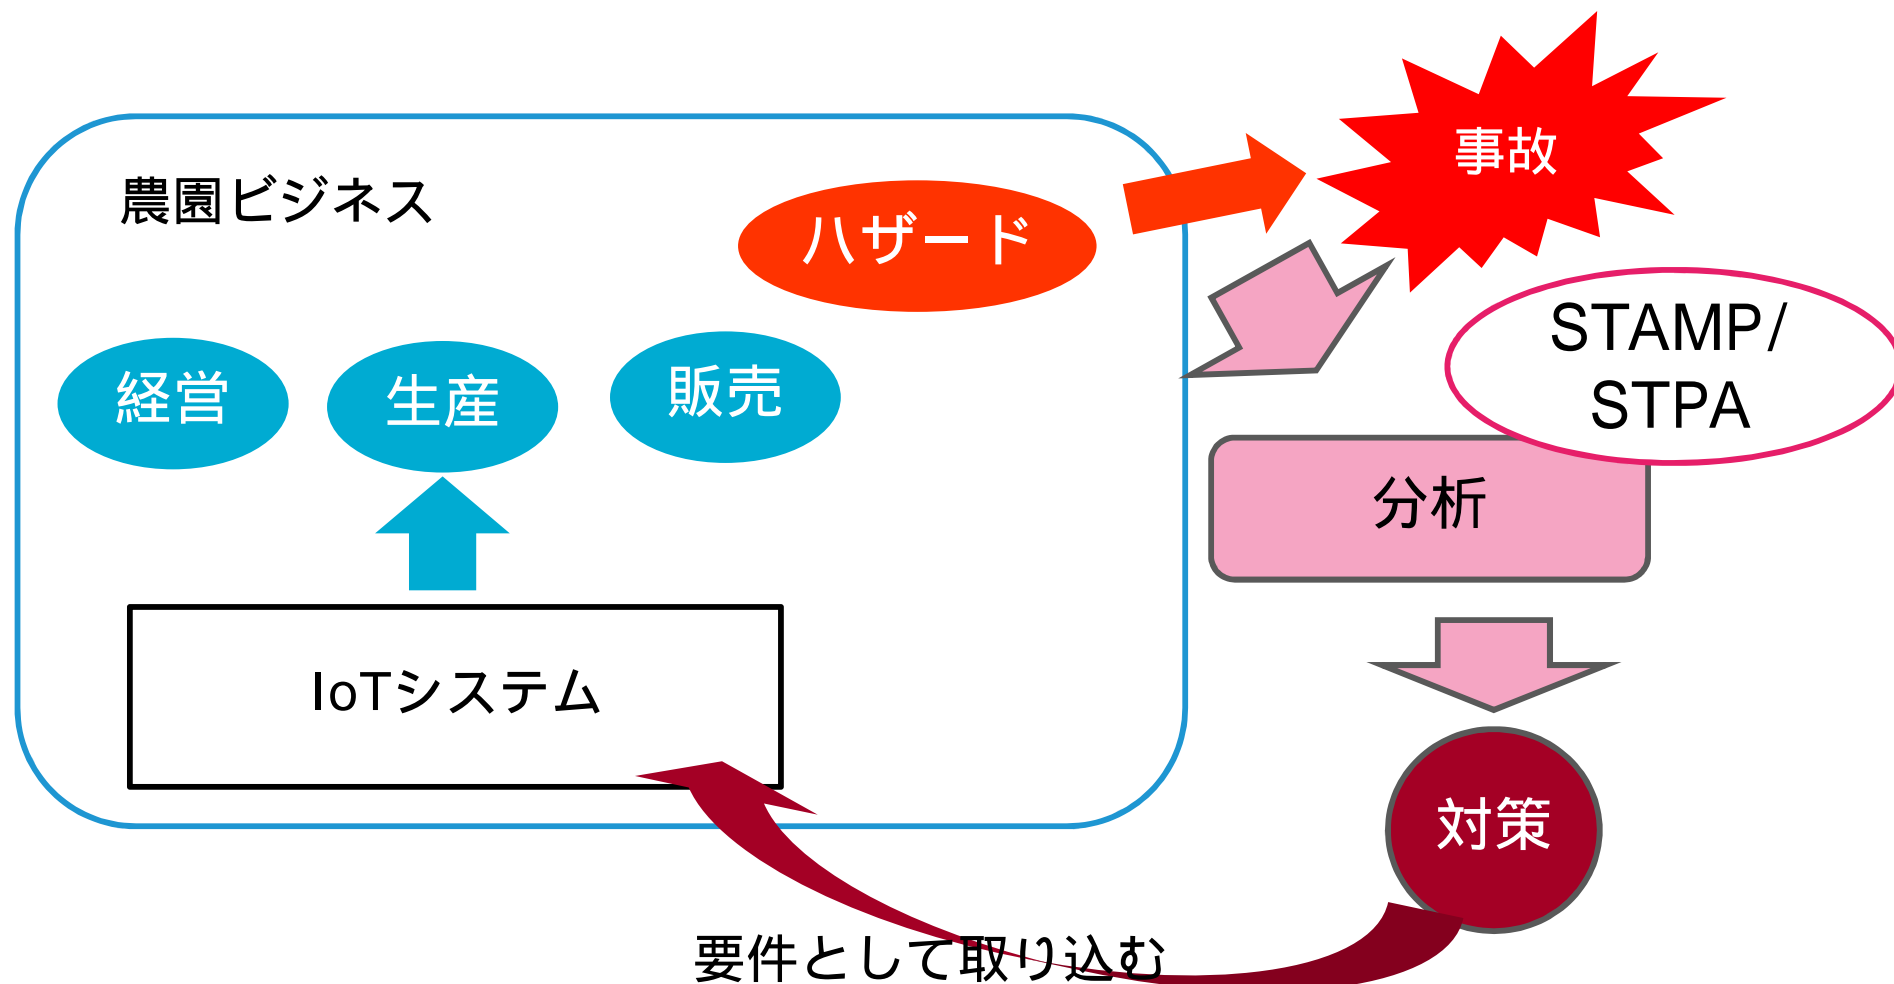 事故
農園ビジネス
ハザード
STAMP/
STPA
経営
生産
販売
分析
IoTシステム
対策
要件として取り込む